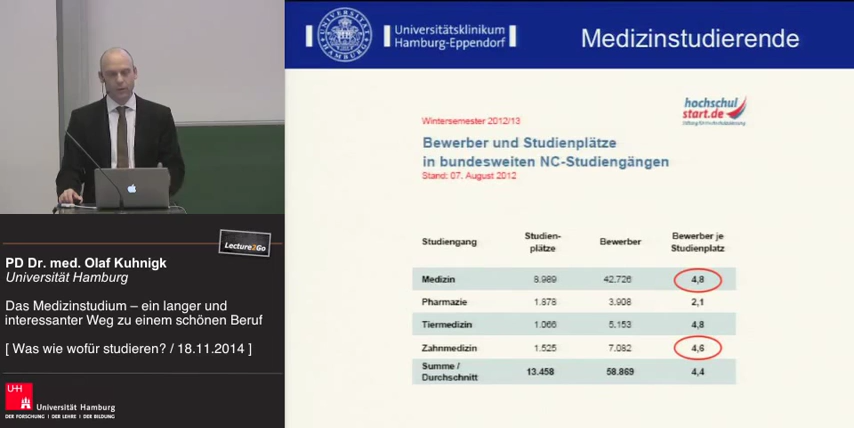 Universitätsklinikum
Hamburg-Eppendorf
Medizinstudierende
hochschul
start.de
Wintersemester 2012/13
Bewerber und Studienplätze
in bundesweiten NC-Studiengängen
Stand: 07. August 2012
Studiengang Studien-plätze Bewerber Bewerber je Studienplatz
Medizin 8.989 42.726 4,8
Pharmazie 1.878 3.908 2,1
Tiermedizin 1.066 5.153 4,8
Zahnmedizin 1.525 7.082 4,6
Summe / Durchschnitt 13.458 58.869 4,4
Lecture2Go
PD Dr. med. Olaf Kuhnigk
Universität Hamburg
Das Medizinstudium – ein langer und
interessanter Weg zu einem schönen Beruf
[ Was wie wofür studieren? / 18.11.2014 ]
UHH
Universität Hamburg
DER FORSCHUNG | DER LEHRE | DER BILDUNG